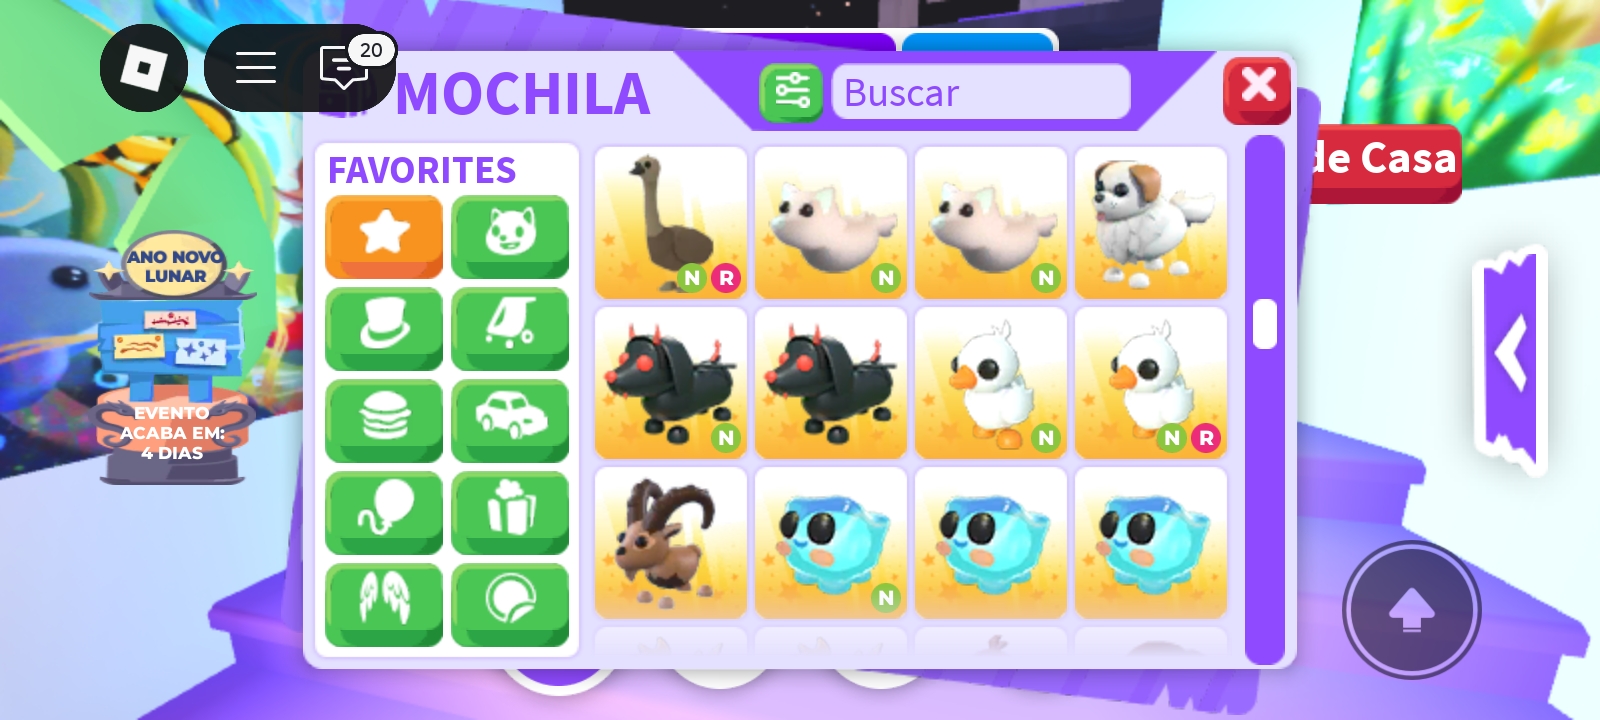 20
MOCHILA
Buscar
FAVORITES
de Casa
ANO NOVO
LUNAR
EVENTO
ACABA EM:
4 DIAS
N R
N
N
N
N
N R
N